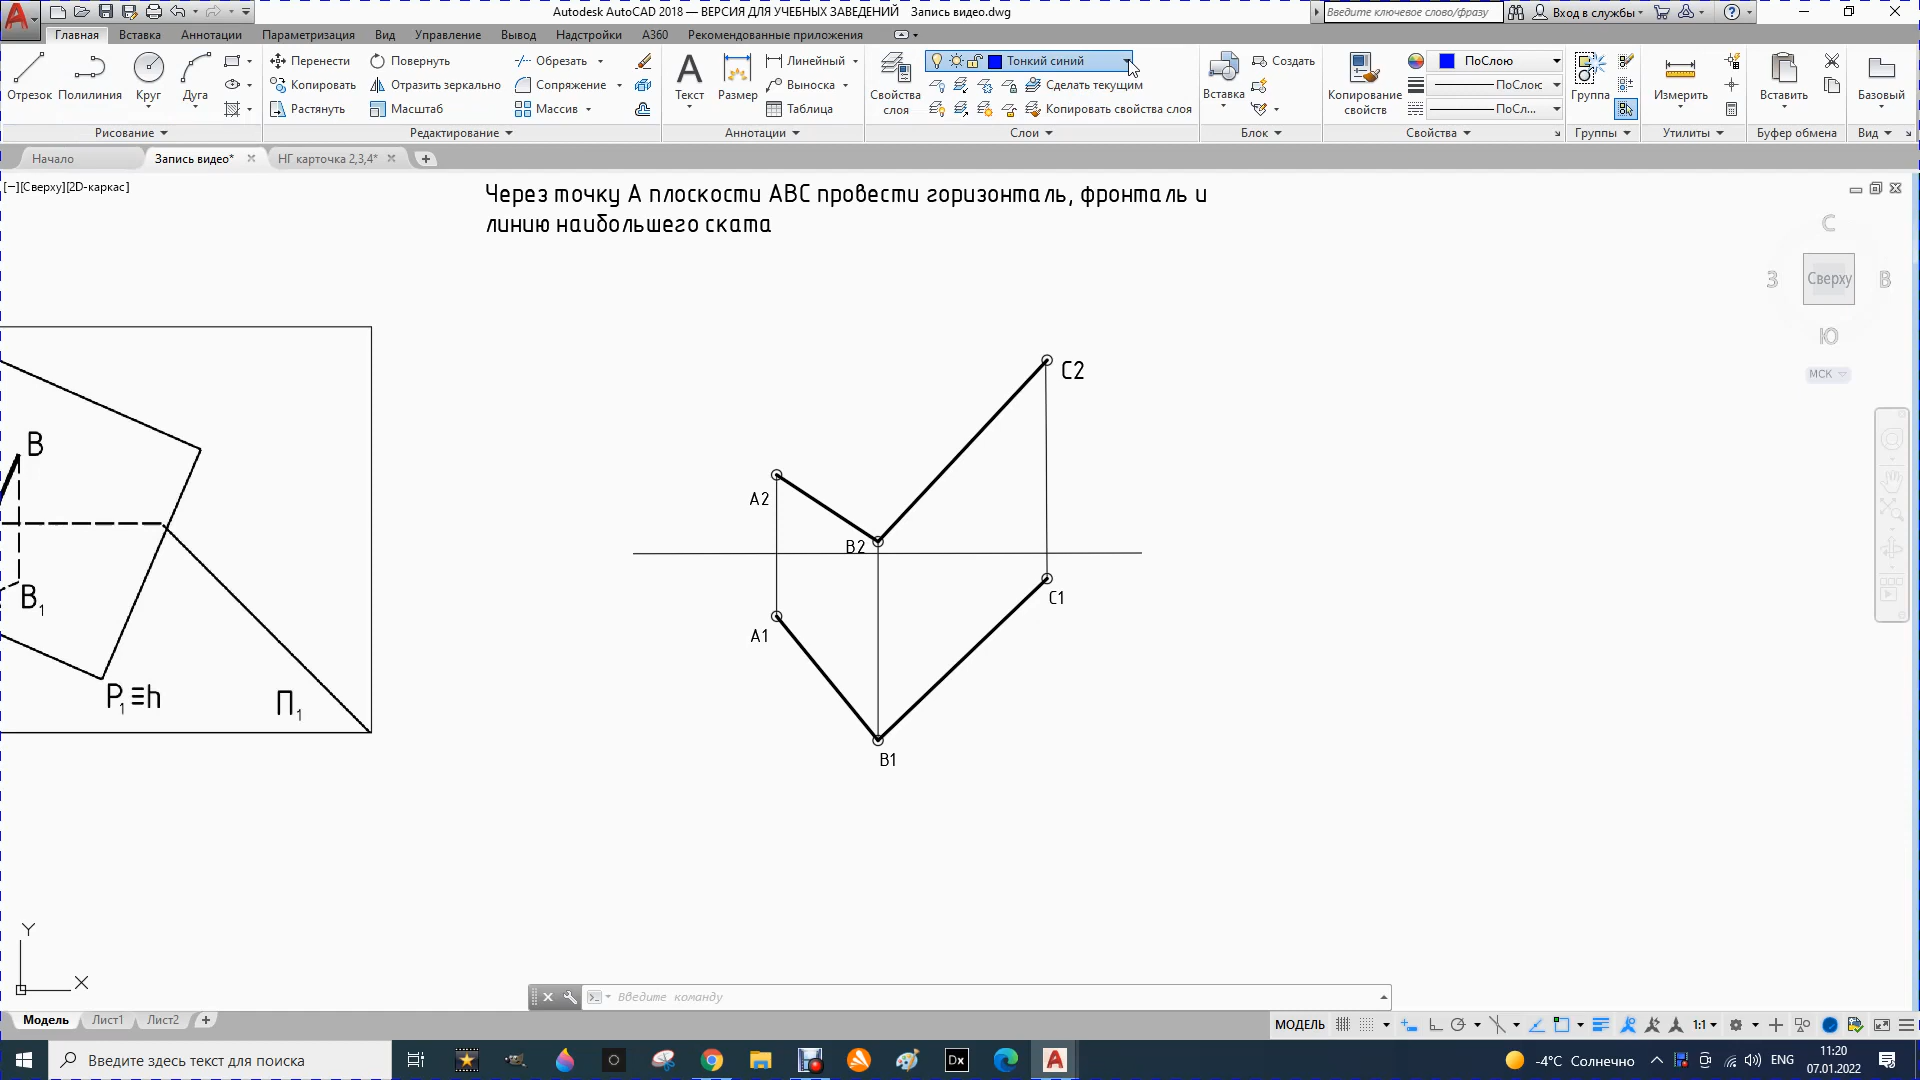 Autodesk AutoCAD 2018 — ВЕРСИЯ ДЛЯ УЧЕБНЫХ ЗАВЕДЕНИЙ Запись видео.dwg
Введите ключевое слово/фразу
Вход в службы
Главная Вставка Аннотации Параметризация Вид Управление Вывод Надстройки A360 Рекомендованные приложения
Отрезок Полилиния Круг Дуга
Рисование
Перенести Повернуть Обрезать
Копировать Отразить зеркально Сопряжение
Растянуть Масштаб Массив
Редактирование
Текст Размер
Линейный
Выноска
Таблица
Аннотации
Свойства слоя
Тонкий синий
Сделать текущим
Копировать свойства слоя
Слои
Вставка
Создать
Блок
Копирование свойств
ПоСлою
ПоСлою
ПоСл...
Свойства
Группа
Группы
Измерить
Утилиты
Вставить
Буфер обмена
Базовый
Вид
Начало Запись видео* НГ карточка 2,3,4*
[−][Сверху][2D-каркас]
Через точку А плоскости АВС провести горизонталь, фронталь и
линию наибольшего ската
С
З Сверху В
Ю
МСК
B
B1
P1 ≡h
П1
C2
A2
B2
C1
A1
B1
Y
X
Введите команду
Модель Лист1 Лист2
МОДЕЛЬ
1:1
Введите здесь текст для поиска
Dx
-4°C Солнечно
ENG
11:20
07.01.2022